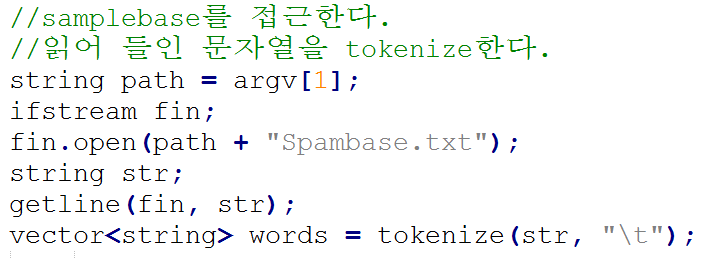 //samplebase를 접근한다.
//읽어 들인 문자열을 tokenize한다.
string path = argv[1];
ifstream fin;
fin.open(path + "Spambase.txt");
string str;
getline(fin, str);
vector<string> words = tokenize(str, "\t");